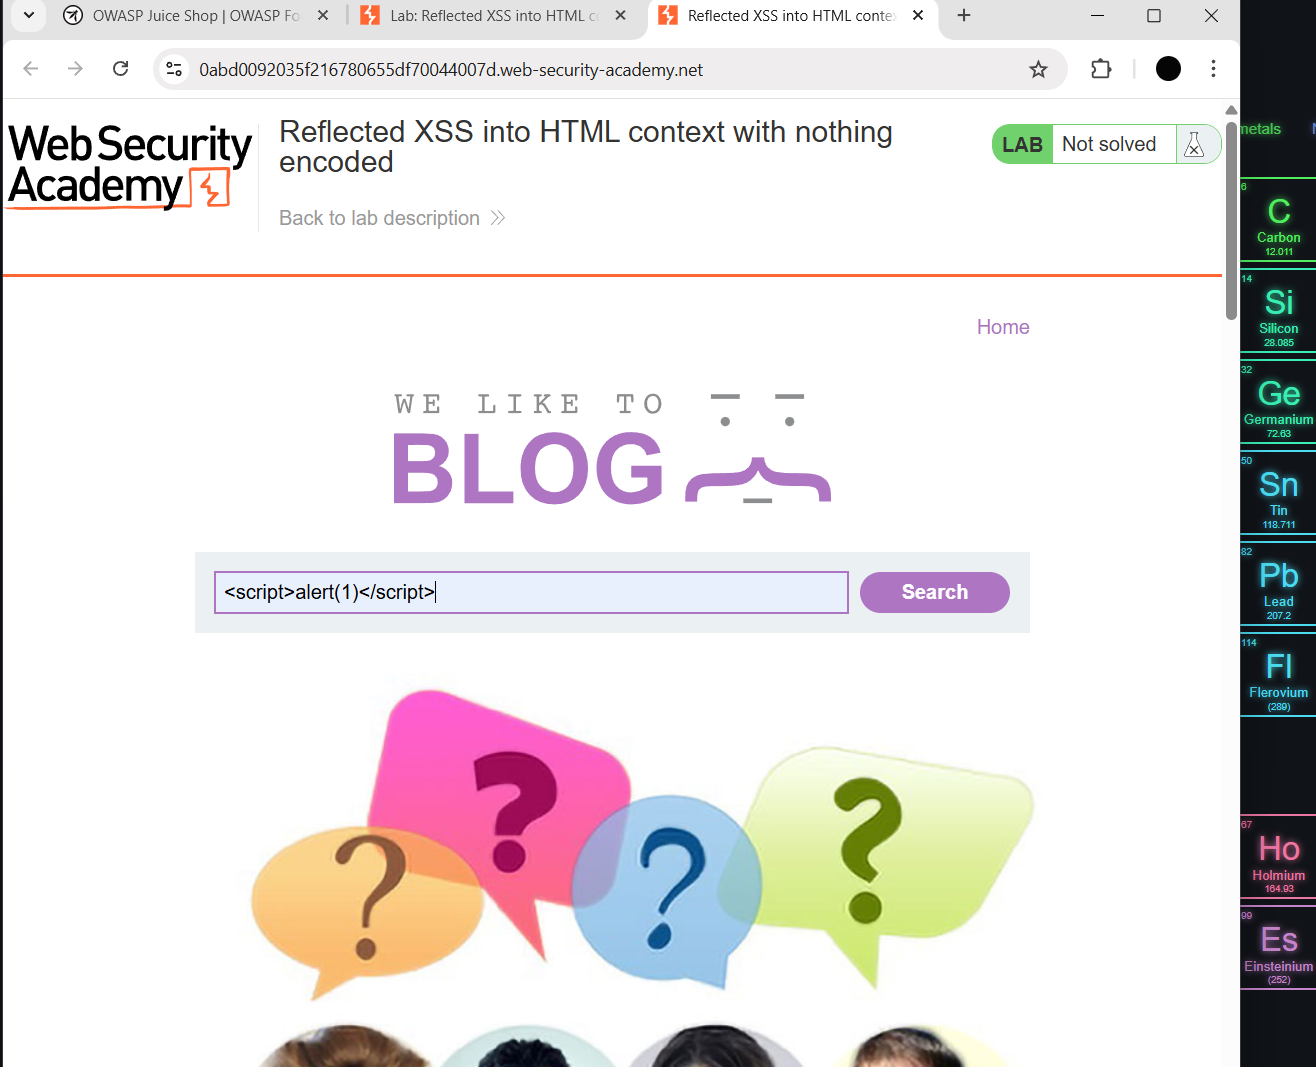 OWASP Juice Shop | OWASP Fo
Lab: Reflected XSS into HTML c
Reflected XSS into HTML conte
0abd0092035f216780655df70044007d.web-security-academy.net
Web Security
Academy
Reflected XSS into HTML context with nothing
encoded
Back to lab description
LAB
Not solved
Home
WE LIKE TO
BLOG
<script>alert(1)</script>
Search
? ? ? ?
metals
6
C
Carbon
12.011
14
Si
Silicon
28.085
32
Ge
Germanium
72.63
50
Sn
Tin
118.711
82
Pb
Lead
207.2
114
Fl
Flerovium
(289)
67
Ho
Holmium
164.93
99
Es
Einsteinium
(252)